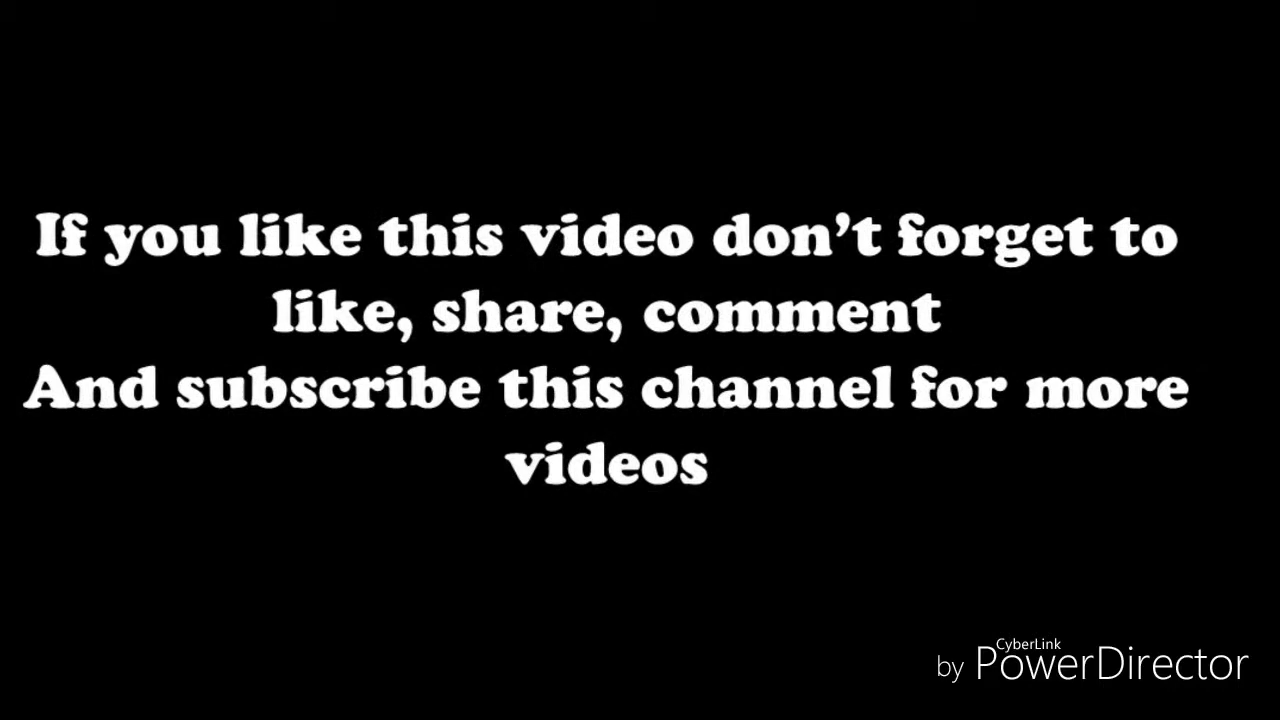 If you like this video don’t forget to
like, share, comment
And subscribe this channel for more
videos
CyberLink
by PowerDirector